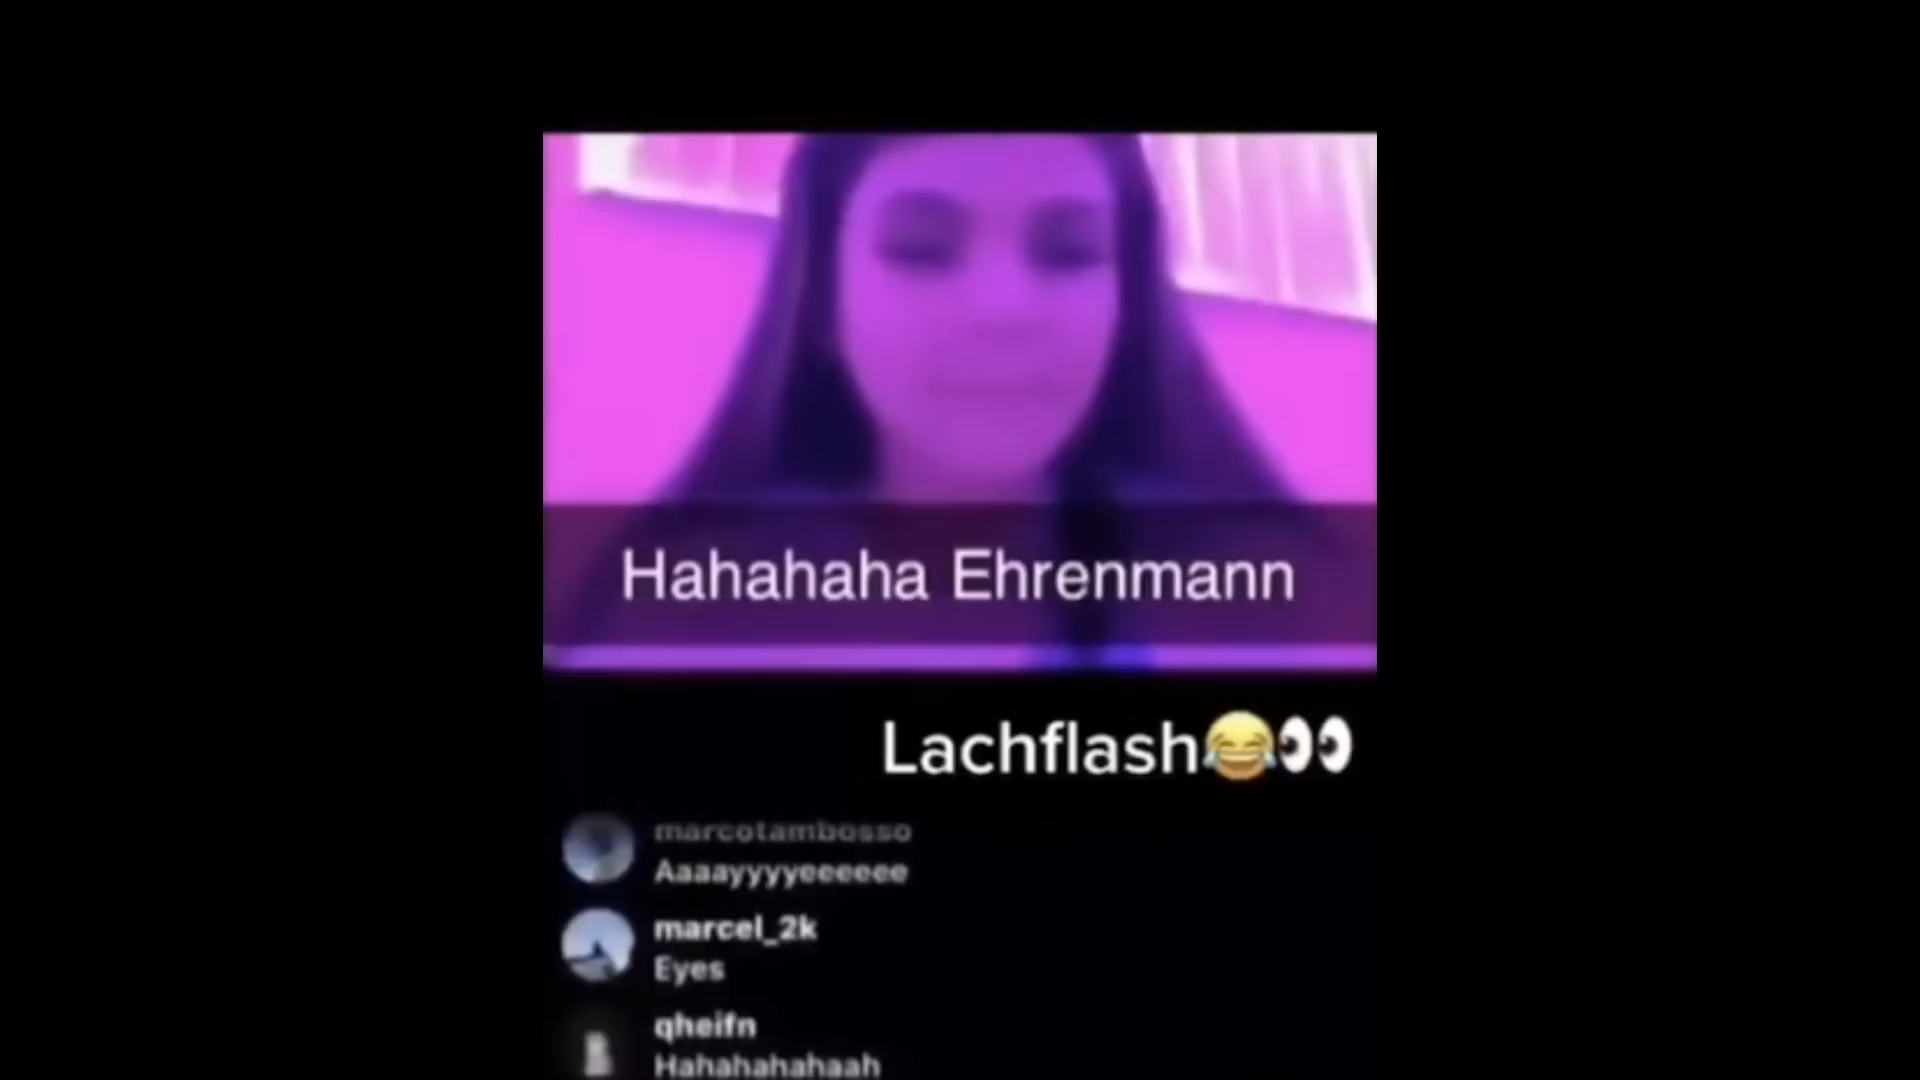 Hahahaha Ehrenmann
Lachflash😂👀
marcotambosso
Aaaayyyyeeeeee
marcel_2k
Eyes
qheifn
Hahahahahaah